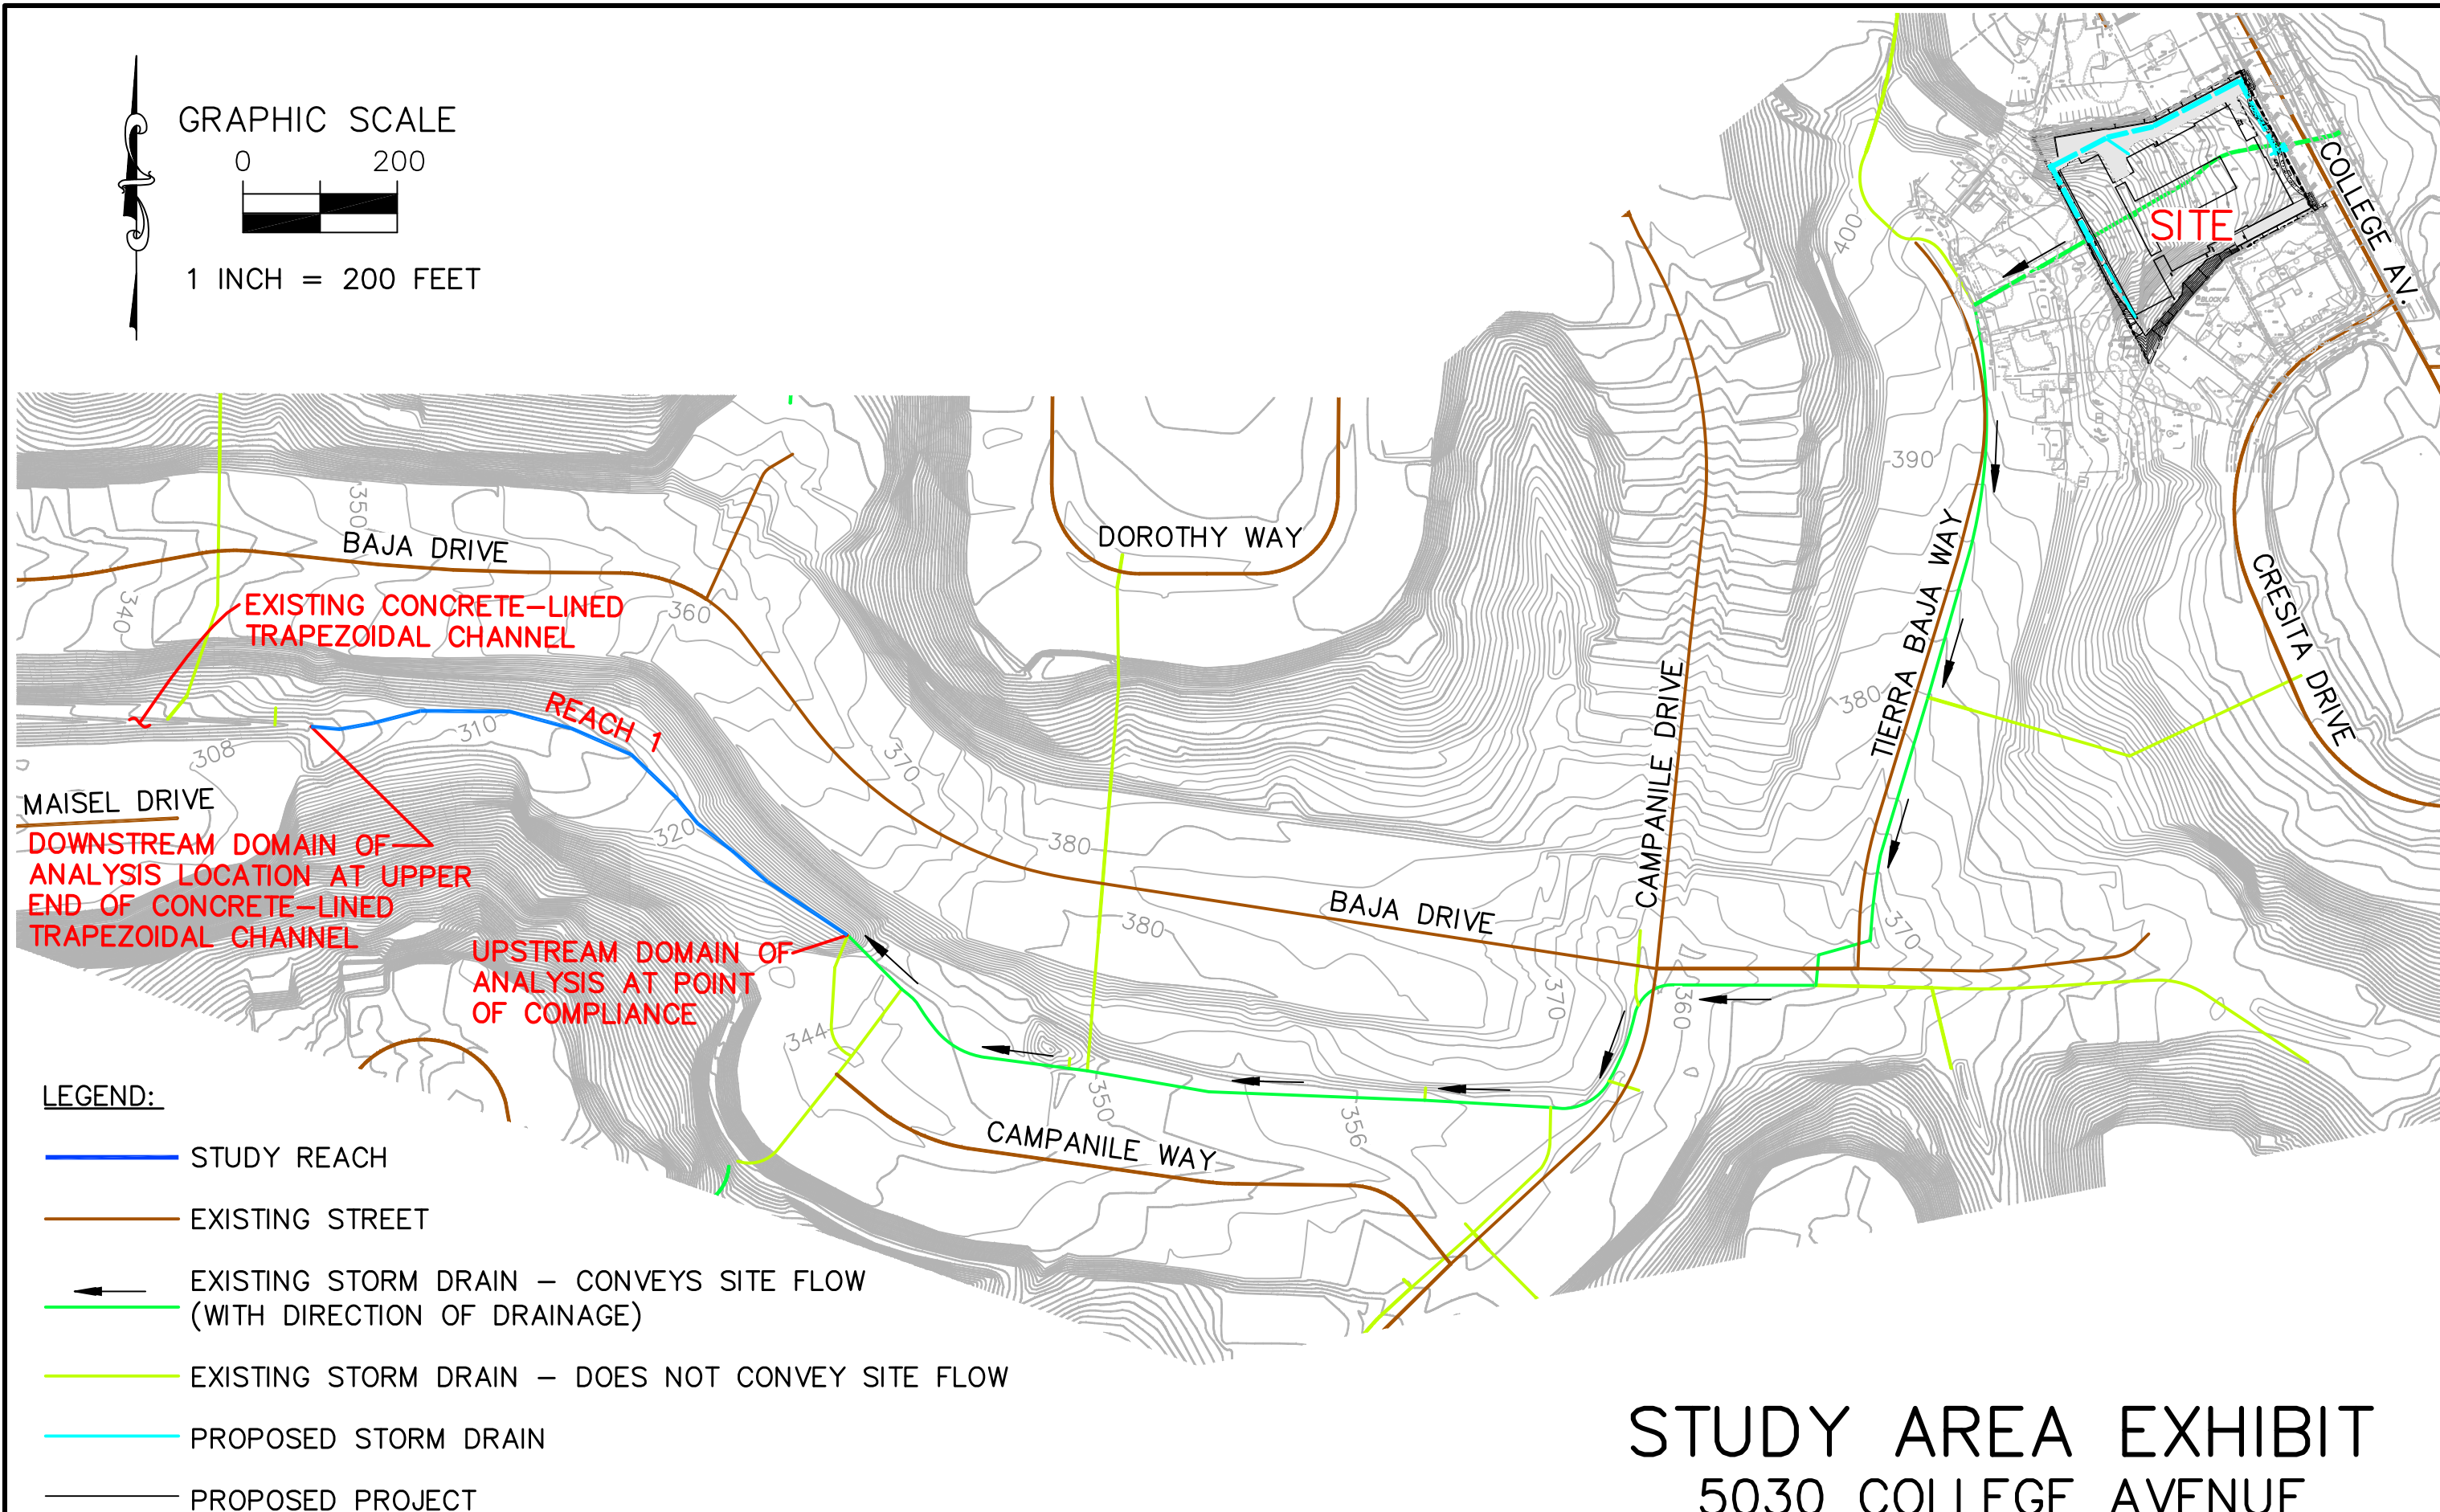 GRAPHIC SCALE
0 200
1 INCH = 200 FEET
SITE
COLLEGE AV.
400
390
350
BAJA DRIVE
DOROTHY WAY
TIERRA BAJA WAY
CRESITA DRIVE
340
EXISTING CONCRETE-LINED
TRAPEZOIDAL CHANNEL
360
REACH 1
310
308
370
380
CAMPANILE DRIVE
MAISEL DRIVE
320
380
DOWNSTREAM DOMAIN OF
ANALYSIS LOCATION AT UPPER
END OF CONCRETE-LINED
TRAPEZOIDAL CHANNEL
BAJA DRIVE
380
370
UPSTREAM DOMAIN OF
ANALYSIS AT POINT
OF COMPLIANCE
370
360
344
350
356
CAMPANILE WAY
LEGEND:
STUDY REACH
EXISTING STREET
EXISTING STORM DRAIN - CONVEYS SITE FLOW
(WITH DIRECTION OF DRAINAGE)
EXISTING STORM DRAIN - DOES NOT CONVEY SITE FLOW
PROPOSED STORM DRAIN
PROPOSED PROJECT
STUDY AREA EXHIBIT
5030 COLLEGE AVENUE